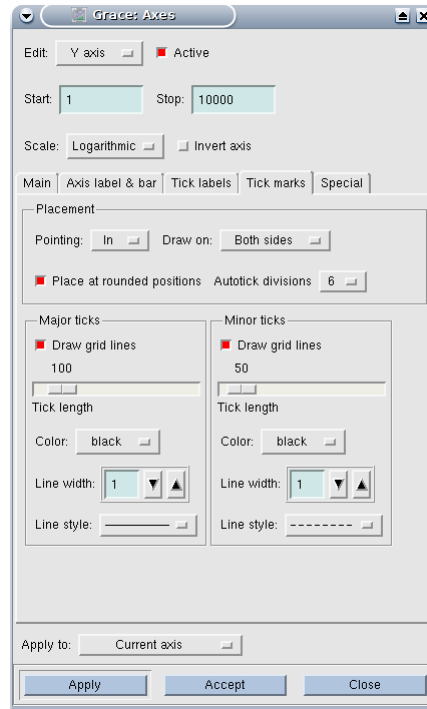 Grace: Axes
Edit: Y axis Active
Start: 1 Stop: 10000
Scale: Logarithmic Invert axis
Main Axis label & bar Tick labels Tick marks Special
Placement
Pointing: In Draw on: Both sides
Place at rounded positions Autotick divisions 6
Major ticks Minor ticks
Draw grid lines Draw grid lines
100 50
Tick length Tick length
Color: black Color: black
Line width: 1 Line width: 1
Line style: Line style:
Apply to: Current axis
Apply Accept Close